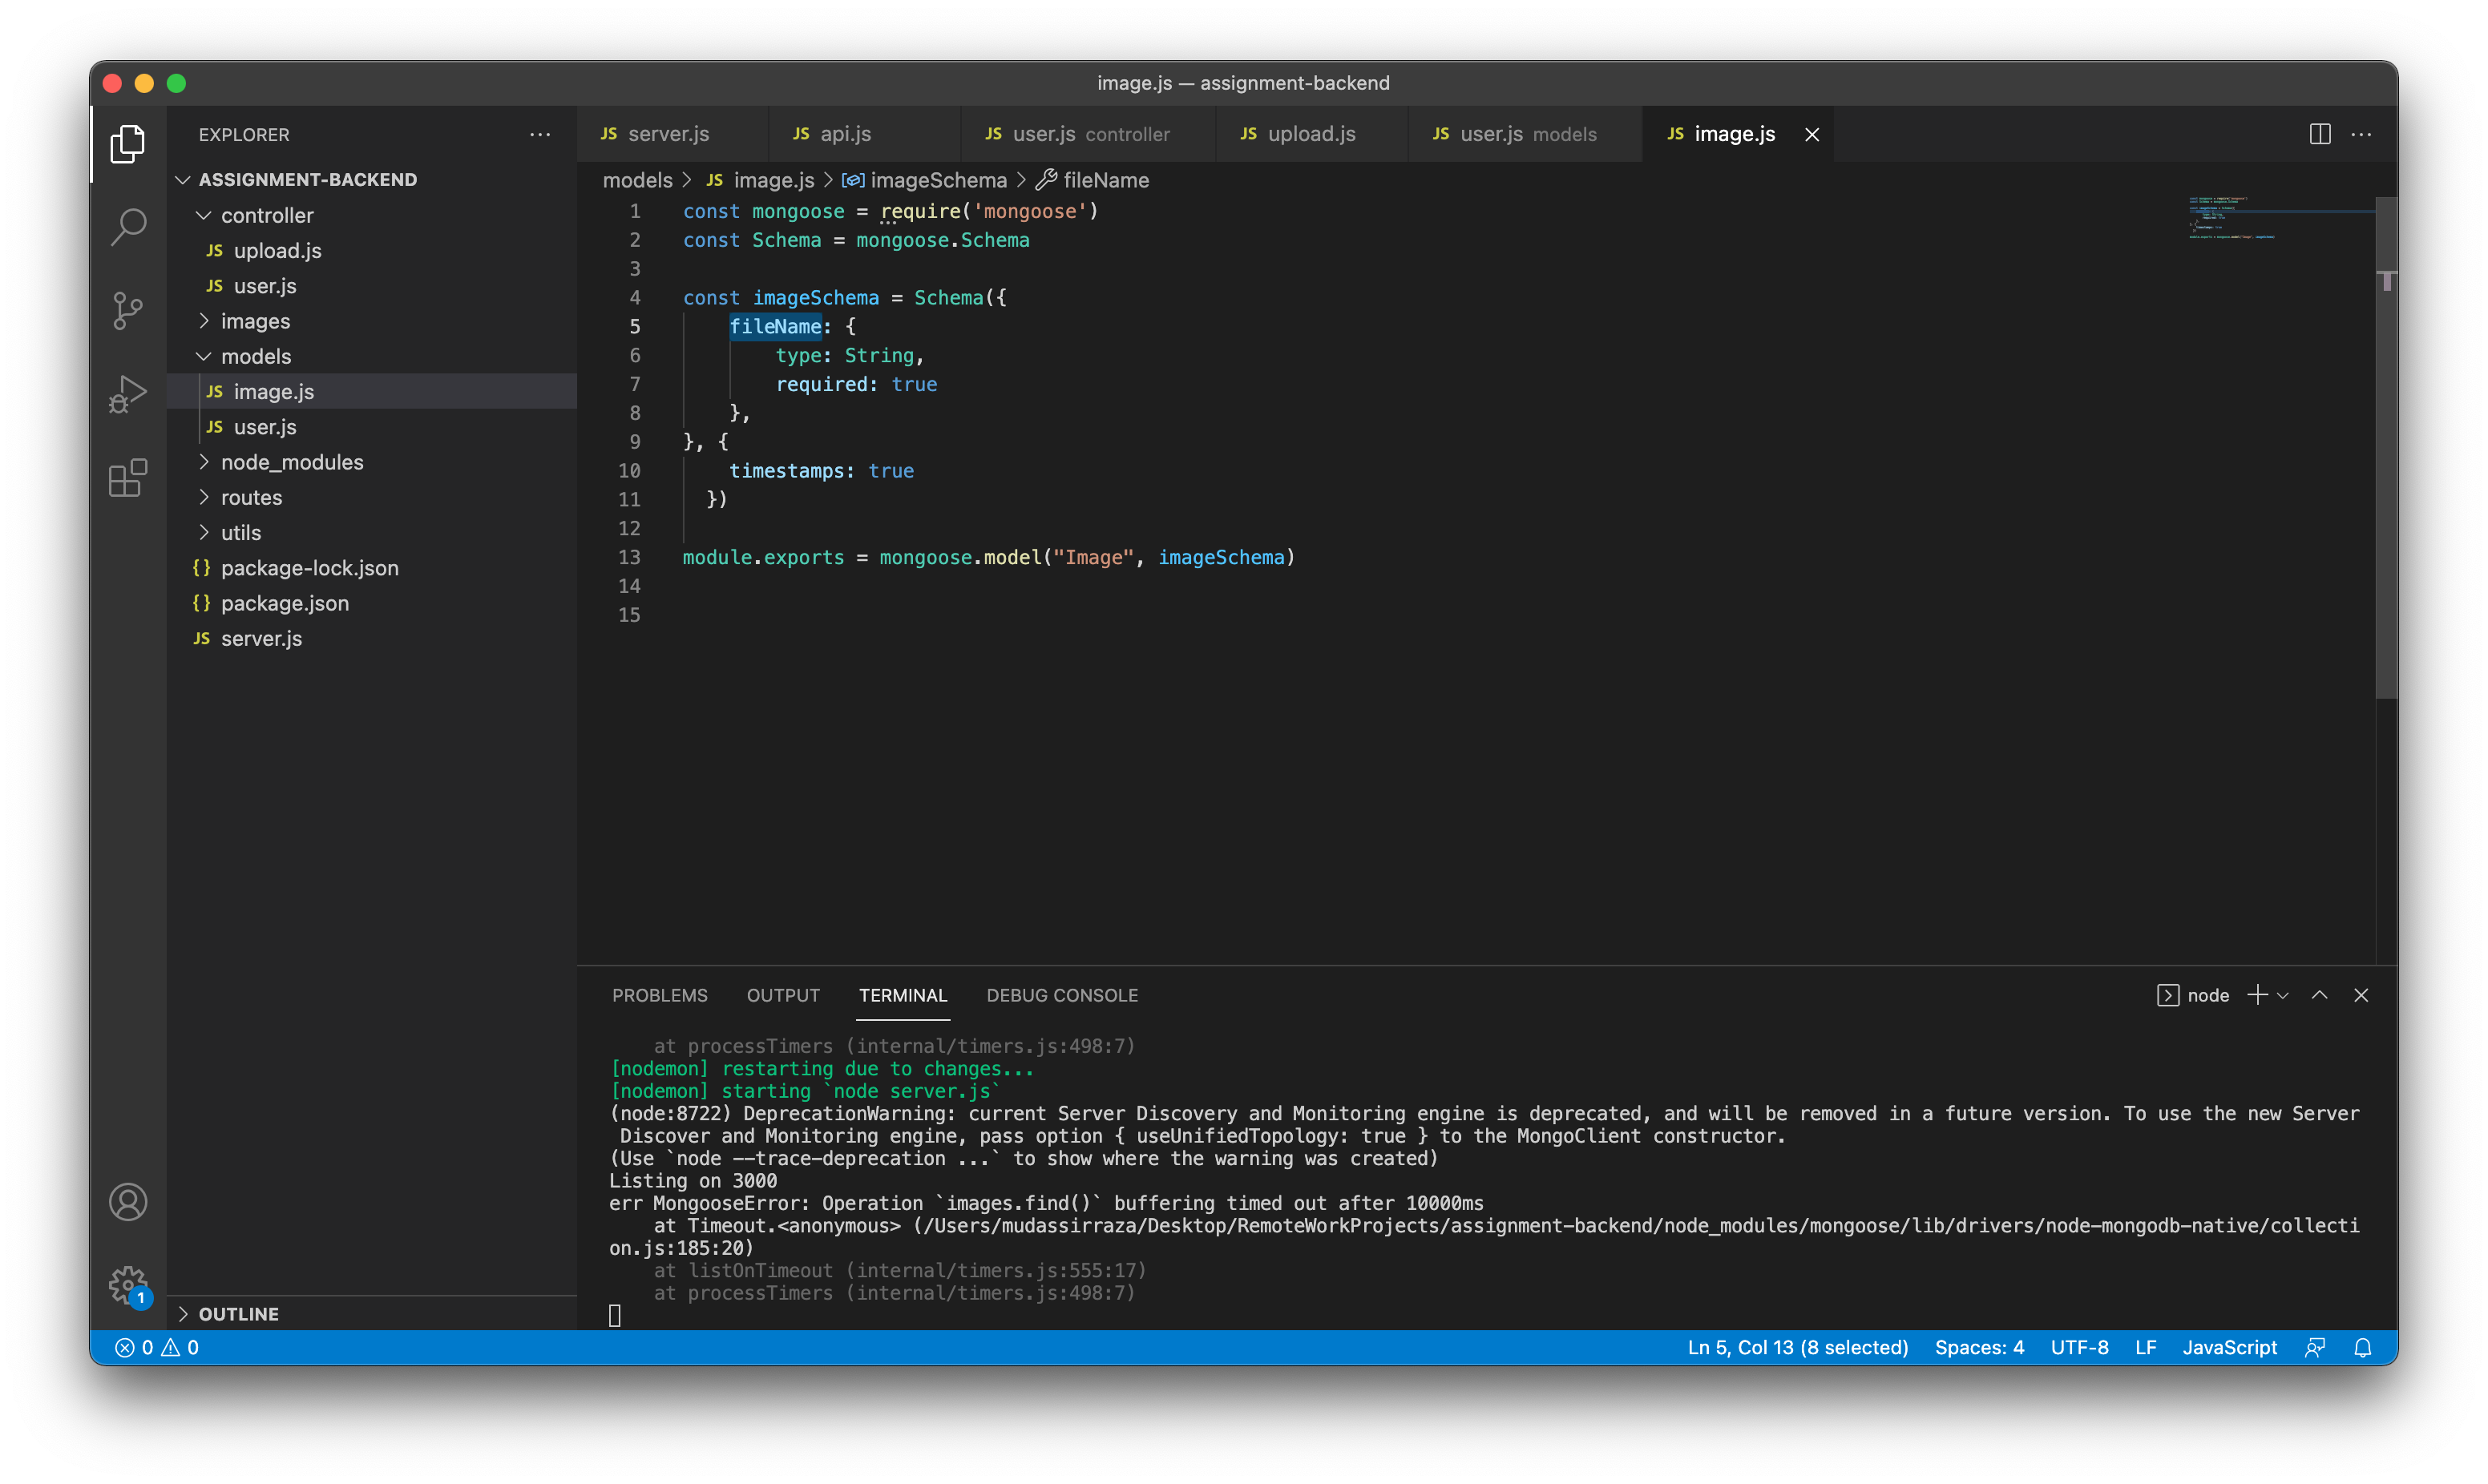 image.js — assignment-backend
EXPLORER
ASSIGNMENT-BACKEND
controller
JS upload.js
JS user.js
images
models
JS image.js
JS user.js
node_modules
routes
utils
{} package-lock.json
{} package.json
JS server.js
OUTLINE
JS server.js
JS api.js
JS user.js controller
JS upload.js
JS user.js models
JS image.js
models > JS image.js > imageSchema > fileName
1 const mongoose = require('mongoose')
2 const Schema = mongoose.Schema
3
4 const imageSchema = Schema({
5 fileName: {
6 type: String,
7 required: true
8 },
9 }, {
10 timestamps: true
11 })
12
13 module.exports = mongoose.model("Image", imageSchema)
14
15
PROBLEMS OUTPUT TERMINAL DEBUG CONSOLE
node
at processTimers (internal/timers.js:498:7)
[nodemon] restarting due to changes...
[nodemon] starting `node server.js`
(node:8722) DeprecationWarning: current Server Discovery and Monitoring engine is deprecated, and will be removed in a future version. To use the new Server
Discover and Monitoring engine, pass option { useUnifiedTopology: true } to the MongoClient constructor.
(Use `node --trace-deprecation ...` to show where the warning was created)
Listing on 3000
err MongooseError: Operation `images.find()` buffering timed out after 10000ms
at Timeout.<anonymous> (/Users/mudassirraza/Desktop/RemoteWorkProjects/assignment-backend/node_modules/mongoose/lib/drivers/node-mongodb-native/collecti
on.js:185:20)
at listOnTimeout (internal/timers.js:555:17)
at processTimers (internal/timers.js:498:7)
1
0 0
Ln 5, Col 13 (8 selected) Spaces: 4 UTF-8 LF JavaScript